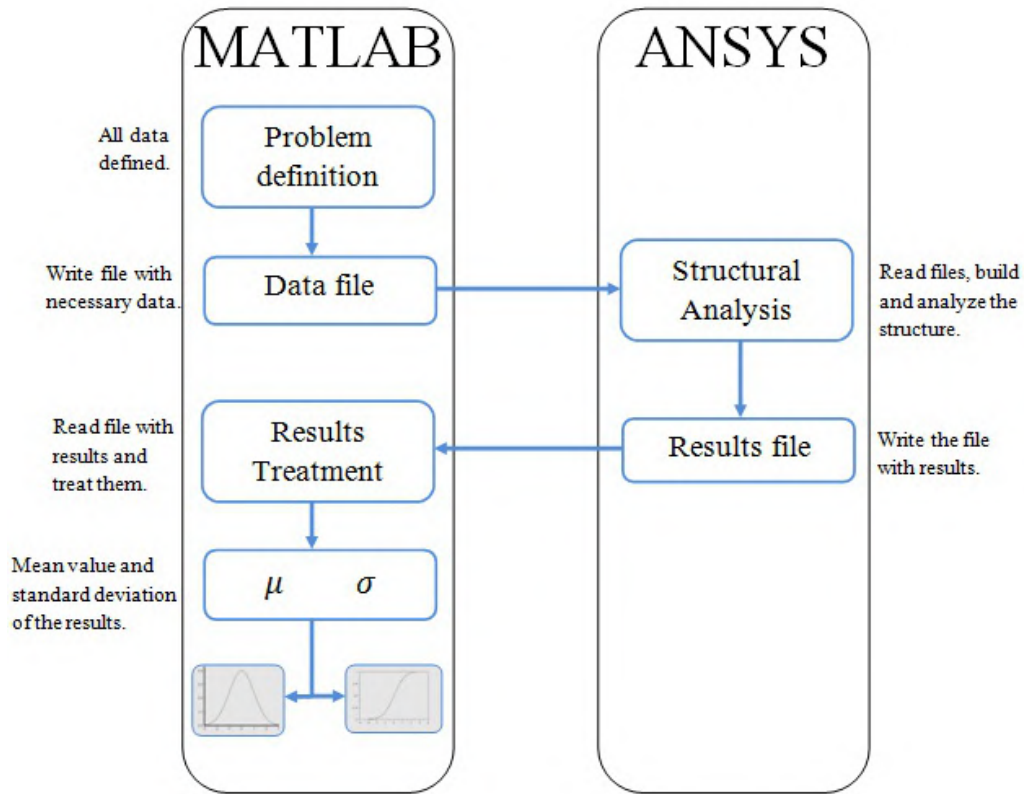 MATLAB
ANSYS
All data
defined.
Problem
definition
Write file with
necessary data.
Data file
Structural
Analysis
Read files, build
and analyze the
structure.
Read file with
results and
treat them.
Results
Treatment
Results file
Write the file
with results.
Mean value and
standard deviation
of the results.
μ σ